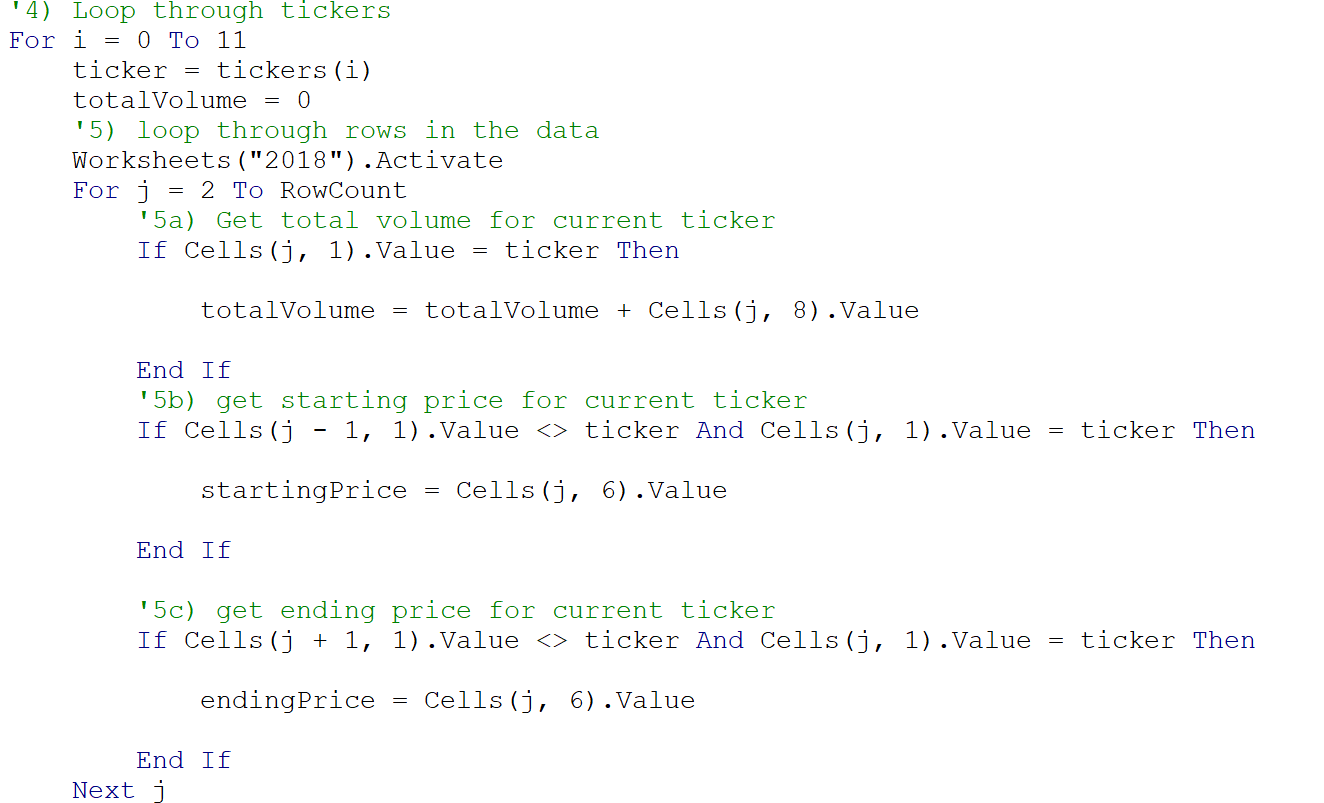 '4) Loop through tickers
For i = 0 To 11
    ticker = tickers(i)
    totalVolume = 0
    '5) loop through rows in the data
    Worksheets("2018").Activate
    For j = 2 To RowCount
        '5a) Get total volume for current ticker
        If Cells(j, 1).Value = ticker Then
            totalVolume = totalVolume + Cells(j, 8).Value
        End If
        '5b) get starting price for current ticker
        If Cells(j - 1, 1).Value <> ticker And Cells(j, 1).Value = ticker Then
            startingPrice = Cells(j, 6).Value
        End If
        '5c) get ending price for current ticker
        If Cells(j + 1, 1).Value <> ticker And Cells(j, 1).Value = ticker Then
            endingPrice = Cells(j, 6).Value
        End If
    Next j